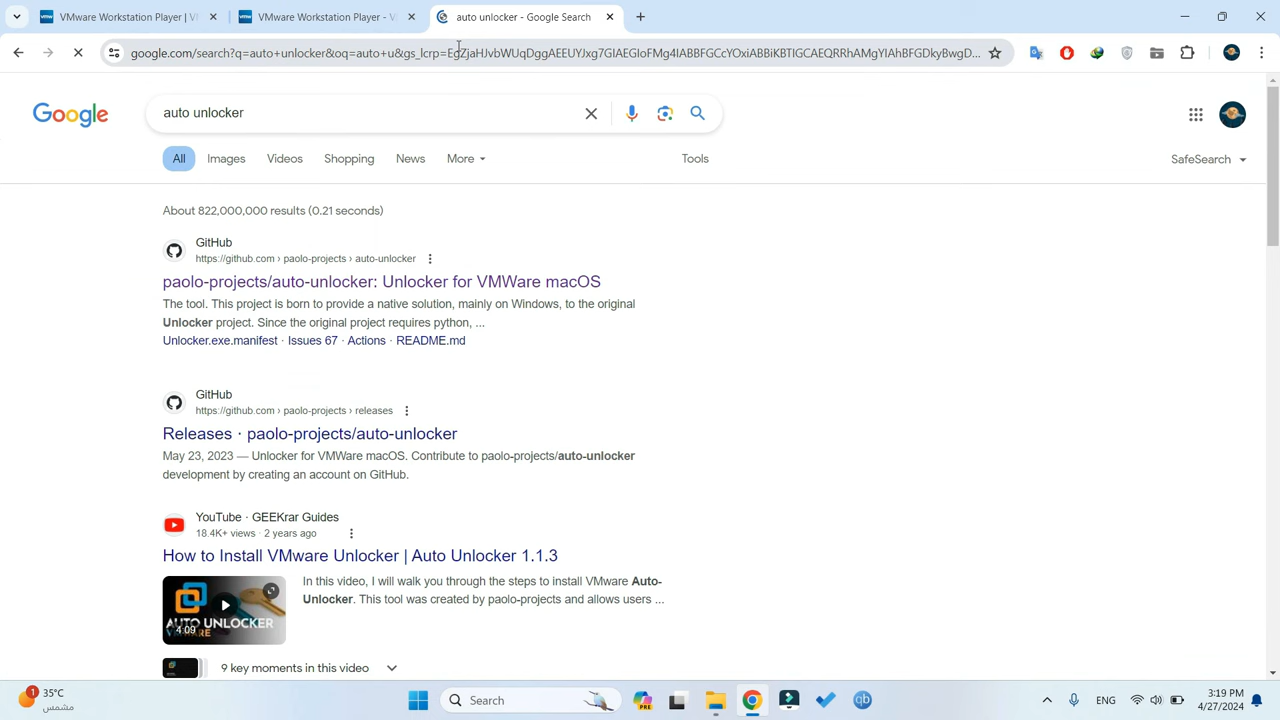 VMware Workstation Player | V
VMware Workstation Player - V
auto unlocker - Google Search
Google
auto unlocker
All
Images
Videos
Shopping
News
More
Tools
SafeSearch
About 822,000,000 results (0.21 seconds)
GitHub
https://github.com › paolo-projects › auto-unlocker
paolo-projects/auto-unlocker: Unlocker for VMWare macOS
The tool. This project is born to provide a native solution, mainly on Windows, to the original
Unlocker project. Since the original project requires python, ...
Unlocker.exe.manifest · Issues 67 · Actions · README.md
GitHub
https://github.com › paolo-projects › releases
Releases · paolo-projects/auto-unlocker
May 23, 2023 — Unlocker for VMWare macOS. Contribute to paolo-projects/auto-unlocker
development by creating an account on GitHub.
YouTube · GEEKrar Guides
18.4K+ views · 2 years ago
How to Install VMware Unlocker | Auto Unlocker 1.1.3
In this video, I will walk you through the steps to install VMware Auto-
Unlocker. This tool was created by paolo-projects and allows users ...
AUTO UNLOCKER
4:09
9 key moments in this video
1
35°C
مشمس
Search
qb
ENG
3:19 PM
4/27/2024